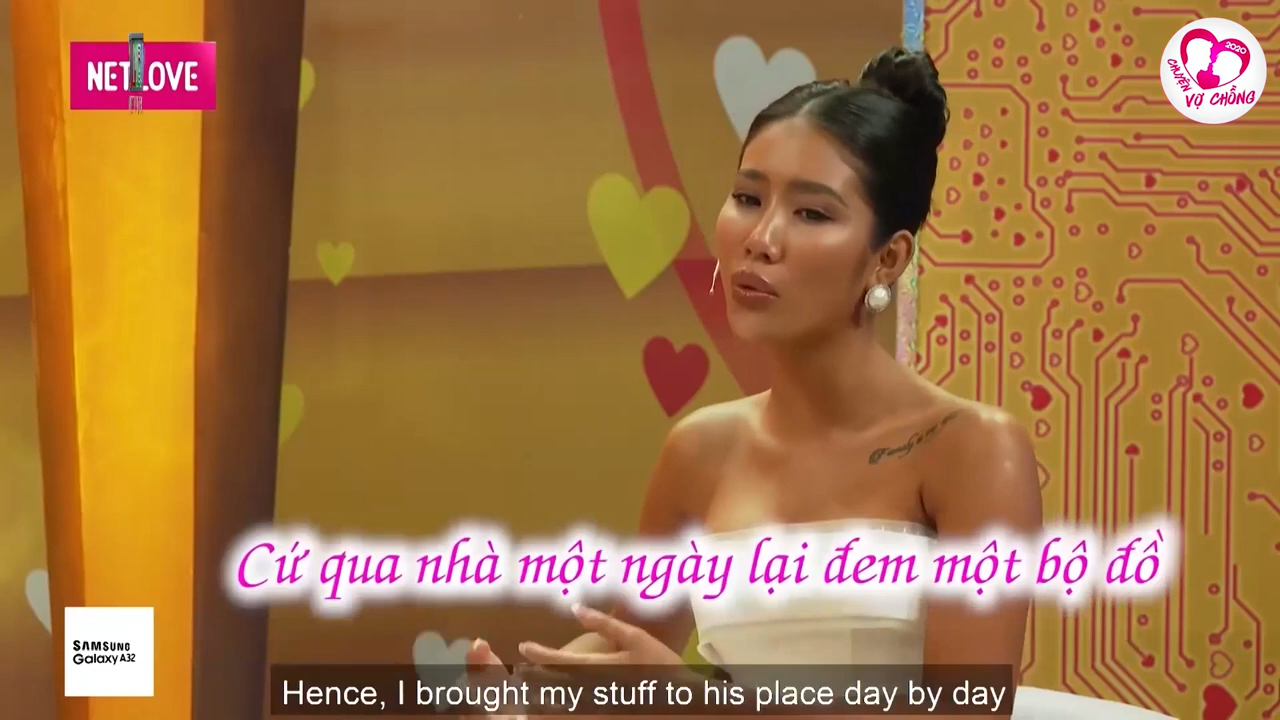 NETLOVE
2020
CHUYỆN
VỢ CHỒNG
Cứ qua nhà một ngày lại đem một bộ đồ
SAMSUNG
Galaxy A32
Hence, I brought my stuff to his place day by day